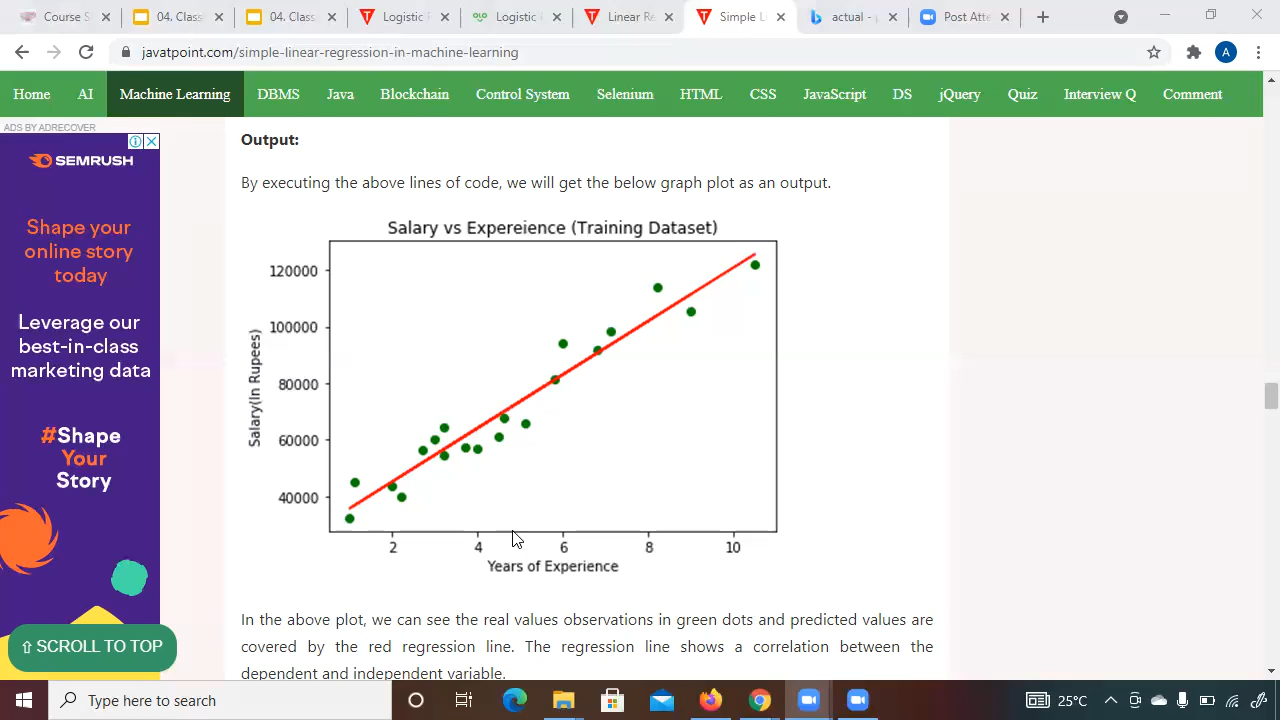 Course S
04. Class
04. Class
Logistic F
Logistic
Linear Re
Simple L
actual - p
Post Atte
javatpoint.com/simple-linear-regression-in-machine-learning
A
Home AI Machine Learning DBMS Java Blockchain Control System Selenium HTML CSS JavaScript DS jQuery Quiz Interview Q Comment
ADS BY ADRECOVER
SEMRUSH
Shape your
online story
today
Leverage our
best-in-class
marketing data
#Shape
Your
Story
⇧ SCROLL TO TOP
Output:
By executing the above lines of code, we will get the below graph plot as an output.
Salary vs Expereience (Training Dataset)
Salary(In Rupees)
120000
100000
80000
60000
40000
2 4 6 8 10
Years of Experience
In the above plot, we can see the real values observations in green dots and predicted values are
covered by the red regression line. The regression line shows a correlation between the
dependent and independent variable.
Type here to search
25°C